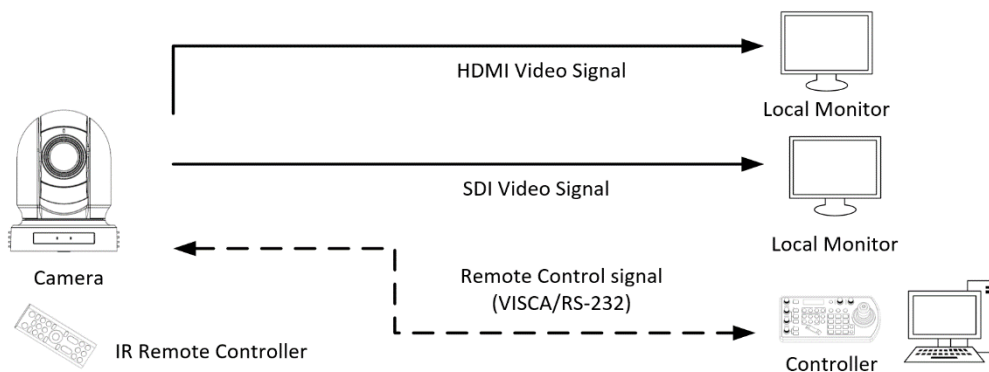 HDMI Video Signal
Local Monitor
SDI Video Signal
Local Monitor
Camera
Remote Control signal
(VISCA/RS-232)
IR Remote Controller
Controller